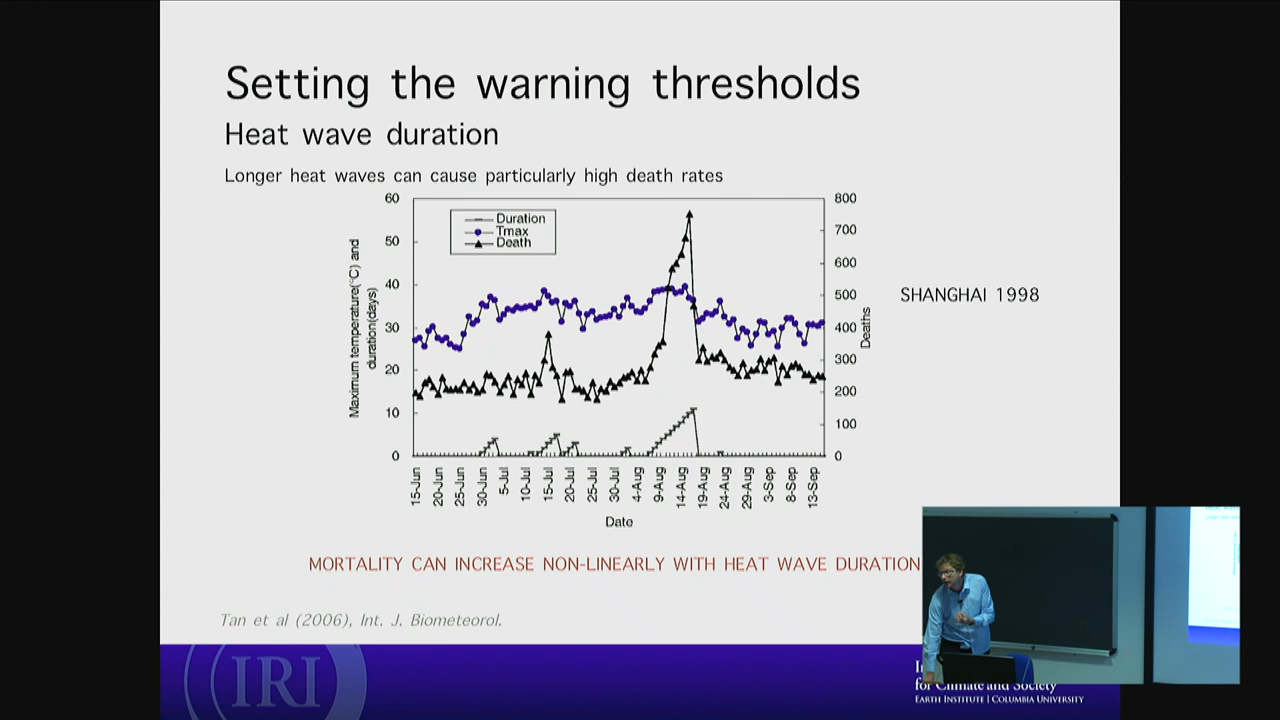 Setting the warning thresholds
Heat wave duration
Longer heat waves can cause particularly high death rates
60
50
40
30
20
10
0
Maximum temperature(°C) and
duration(days)
Duration
Tmax
Death
800
700
600
500
400
300
200
100
0
Deaths
SHANGHAI 1998
15-Jun
20-Jun
25-Jun
30-Jun
5-Jul
10-Jul
15-Jul
20-Jul
25-Jul
30-Jul
4-Aug
9-Aug
14-Aug
19-Aug
24-Aug
29-Aug
3-Sep
8-Sep
13-Sep
Date
MORTALITY CAN INCREASE NON-LINEARLY WITH HEAT WAVE DURATION
Tan et al (2006), Int. J. Biometeorol.
IRI
for Climate and Society
EARTH INSTITUTE | COLUMBIA UNIVERSITY